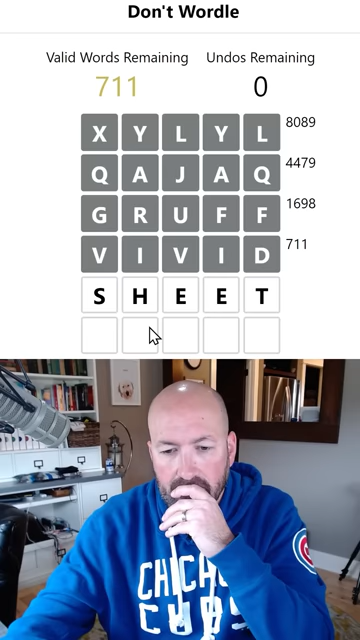 Don't Wordle
Valid Words Remaining Undos Remaining
711 0
X Y L Y L 8089
Q A J A Q 4479
G R U F F 1698
V I V I D 711
S H E E T
CHICAGO
CUBS